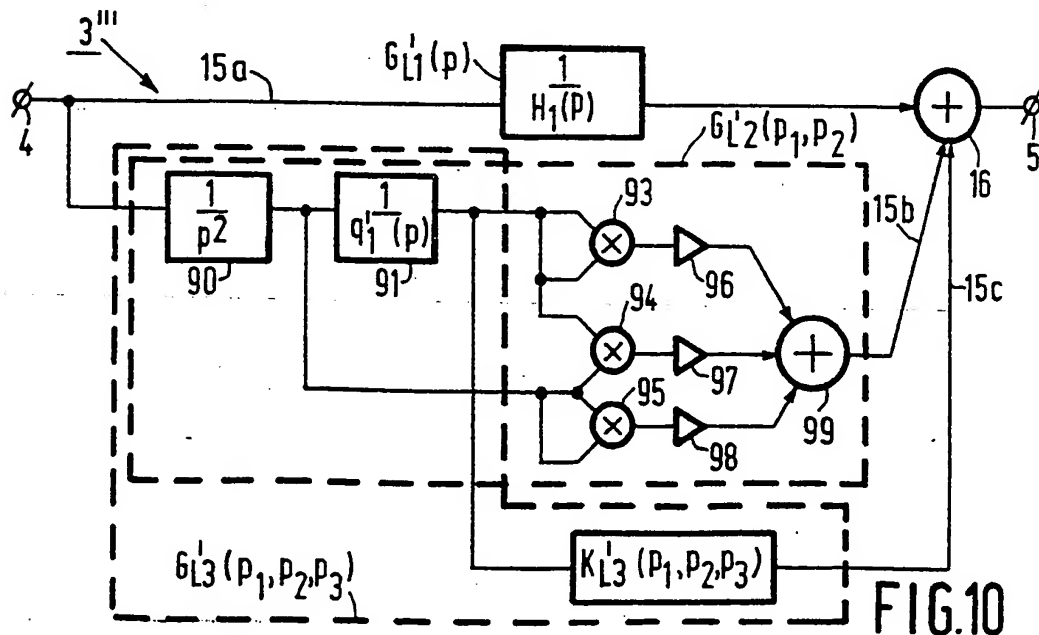 3'''
15a
G'L1(p)
1
H1(p)
+
4
16
5
G'L2(p1,p2)
1
p2
90
1
q'1(p)
91
93
×
96
15b
15c
94
×
97
+
99
95
×
98
G'L3(p1,p2,p3)
K'L3(p1,p2,p3)
FIG.10